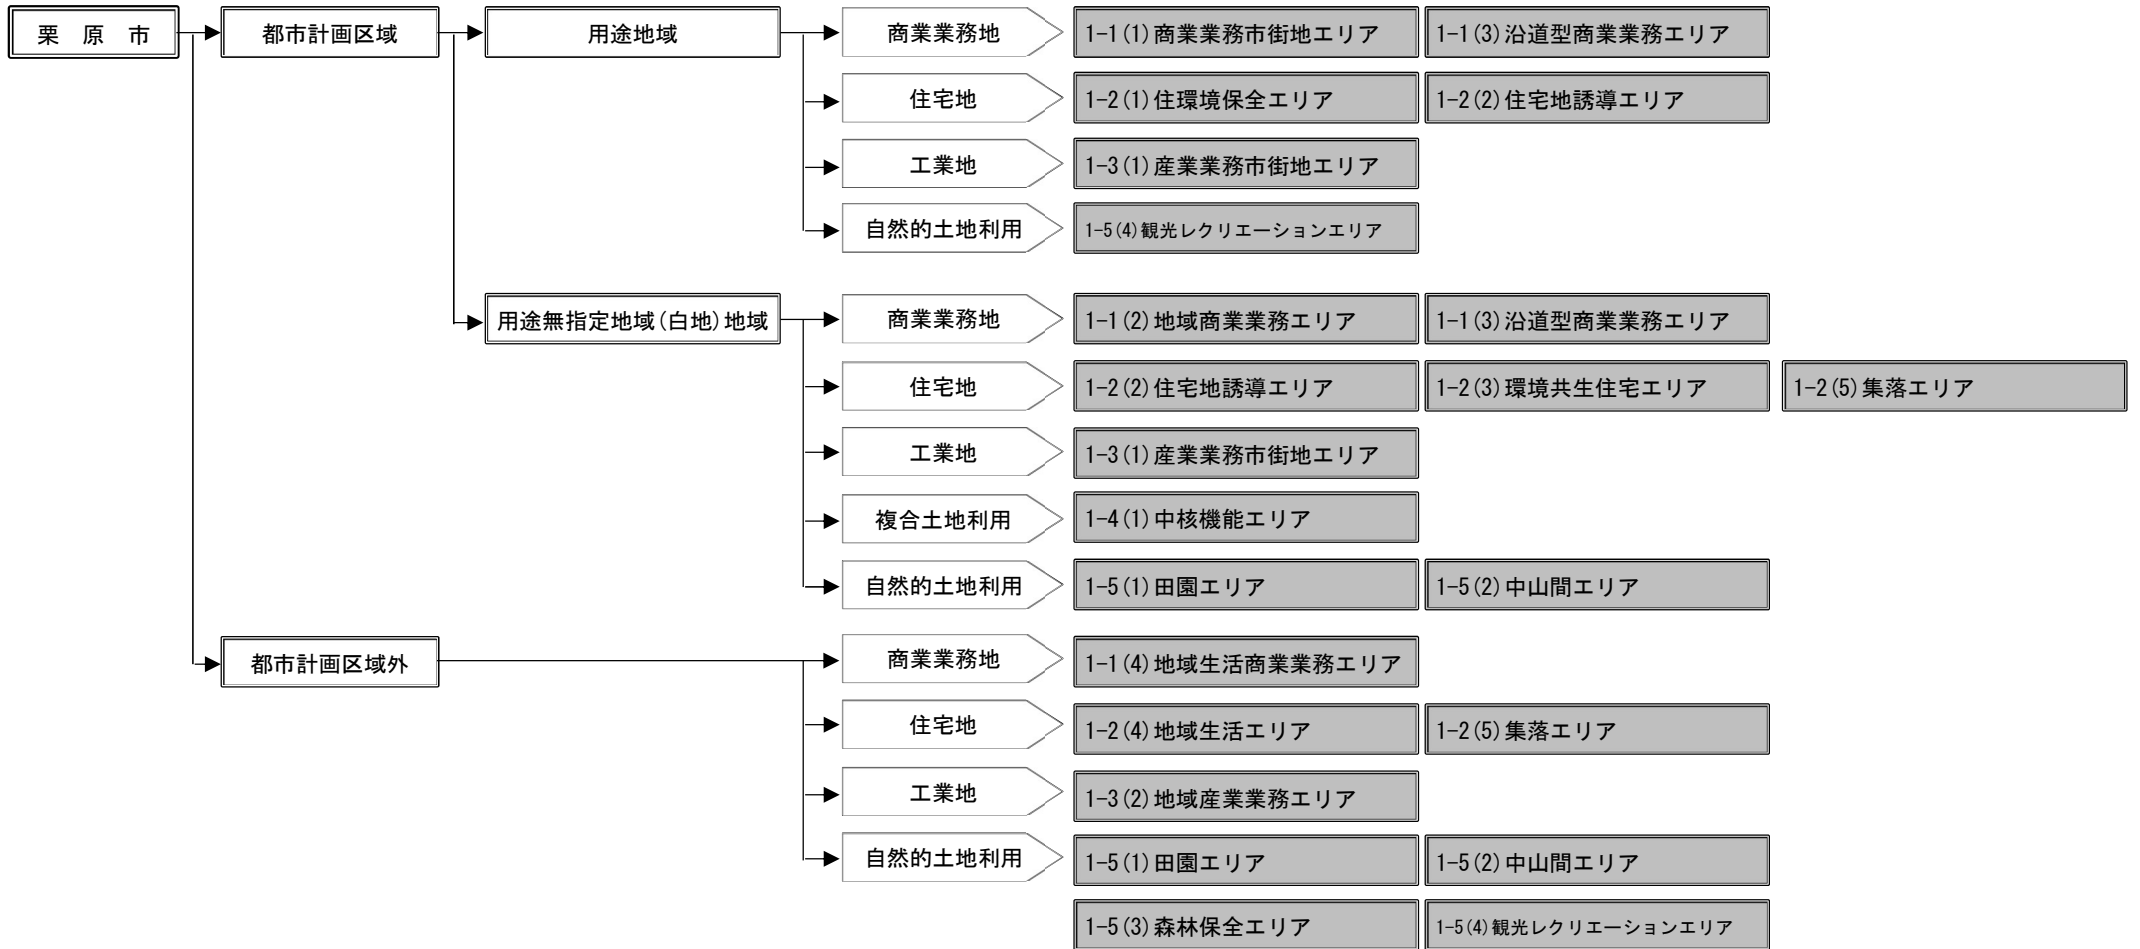 栗原市
都市計画区域
用途地域
商業業務地
1-1(1)商業業務市街地エリア
1-1(3)沿道型商業業務エリア
住宅地
1-2(1)住環境保全エリア
1-2(2)住宅地誘導エリア
工業地
1-3(1)産業業務市街地エリア
自然的土地利用
1-5(4)観光レクリエーションエリア
用途無指定地域(白地)地域
商業業務地
1-1(2)地域商業業務エリア
1-1(3)沿道型商業業務エリア
住宅地
1-2(2)住宅地誘導エリア
1-2(3)環境共生住宅エリア
1-2(5)集落エリア
工業地
1-3(1)産業業務市街地エリア
複合土地利用
1-4(1)中核機能エリア
自然的土地利用
1-5(1)田園エリア
1-5(2)中山間エリア
都市計画区域外
商業業務地
1-1(4)地域生活商業業務エリア
住宅地
1-2(4)地域生活エリア
1-2(5)集落エリア
工業地
1-3(2)地域産業業務エリア
自然的土地利用
1-5(1)田園エリア
1-5(2)中山間エリア
1-5(3)森林保全エリア
1-5(4)観光レクリエーションエリア